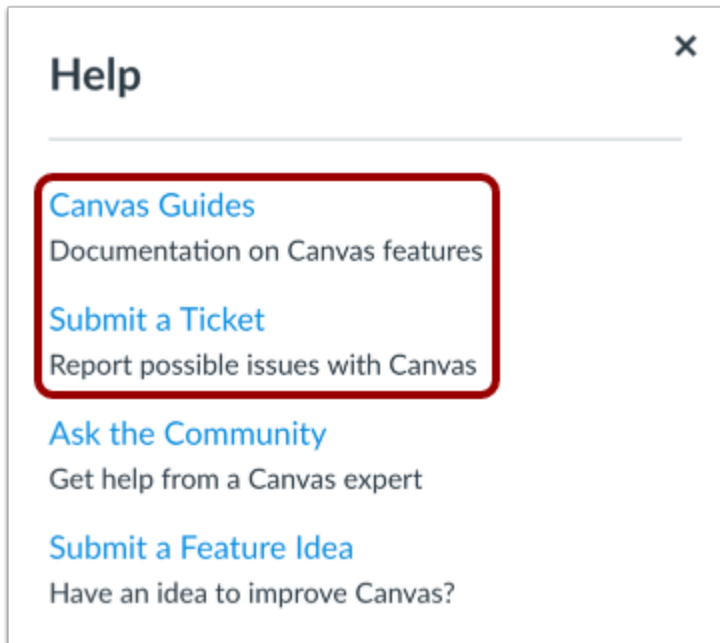 Help
Canvas Guides
Documentation on Canvas features
Submit a Ticket
Report possible issues with Canvas
Ask the Community
Get help from a Canvas expert
Submit a Feature Idea
Have an idea to improve Canvas?